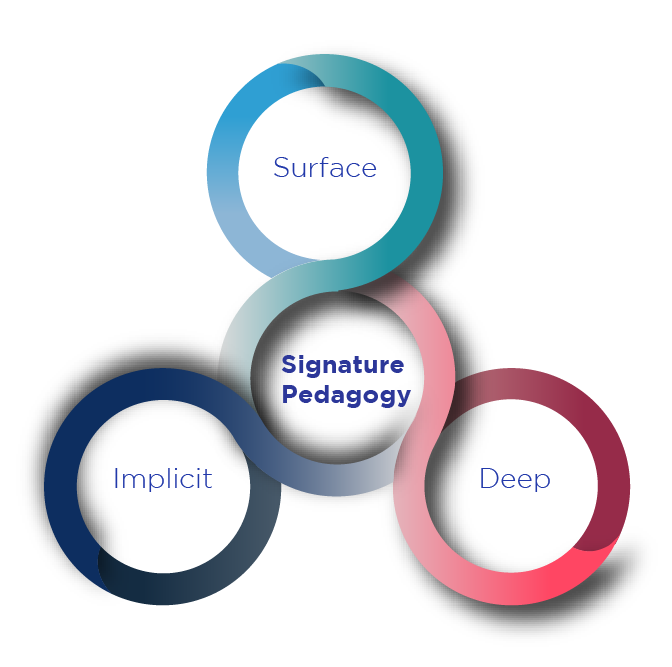 Surface
Signature
Pedagogy
Implicit
Deep